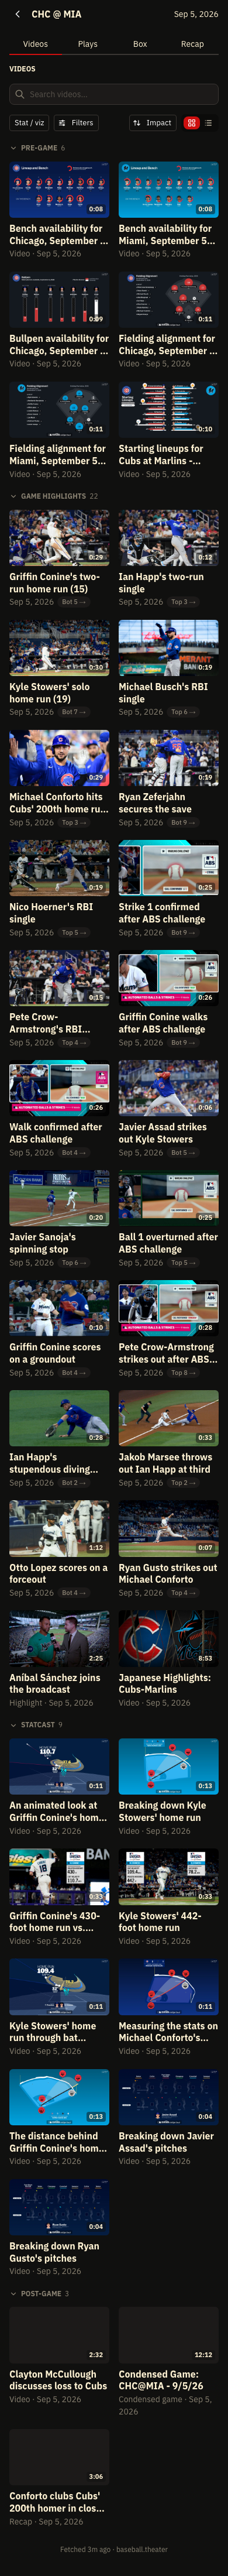 CHC @ MIA
Sep 5, 2026
Videos
Plays
Box
Recap
VIDEOS
Search videos...
Stat / viz
Filters
Impact
PRE-GAME 6
0:08
0:08
Bench availability for
Chicago, September ...
Video · Sep 5, 2026
Bench availability for
Miami, September 5...
Video · Sep 5, 2026
0:09
0:11
Bullpen availability for
Chicago, September ...
Video · Sep 5, 2026
Fielding alignment for
Chicago, September ...
Video · Sep 5, 2026
0:11
0:10
Fielding alignment for
Miami, September 5...
Video · Sep 5, 2026
Starting lineups for
Cubs at Marlins -...
Video · Sep 5, 2026
GAME HIGHLIGHTS 22
0:29
0:12
Griffin Conine's two-
run home run (15)
Sep 5, 2026 Bot 5 →
Ian Happ's two-run
single
Sep 5, 2026 Top 3 →
0:30
0:19
Kyle Stowers' solo
home run (19)
Sep 5, 2026 Bot 7 →
Michael Busch's RBI
single
Sep 5, 2026 Top 6 →
0:29
0:19
Michael Conforto hits
Cubs' 200th home ru...
Sep 5, 2026 Top 3 →
Ryan Zeferjahn
secures the save
Sep 5, 2026 Bot 9 →
0:19
0:25
Nico Hoerner's RBI
single
Sep 5, 2026 Top 5 →
Strike 1 confirmed
after ABS challenge
Sep 5, 2026 Bot 9 →
0:15
0:26
Pete Crow-
Armstrong's RBI...
Sep 5, 2026 Top 4 →
Griffin Conine walks
after ABS challenge
Sep 5, 2026 Bot 9 →
0:26
0:06
Walk confirmed after
ABS challenge
Sep 5, 2026 Bot 4 →
Javier Assad strikes
out Kyle Stowers
Sep 5, 2026 Bot 5 →
0:20
0:25
Javier Sanoja's
spinning stop
Sep 5, 2026 Top 6 →
Ball 1 overturned after
ABS challenge
Sep 5, 2026 Top 5 →
0:10
0:28
Griffin Conine scores
on a groundout
Sep 5, 2026 Bot 4 →
Pete Crow-Armstrong
strikes out after ABS...
Sep 5, 2026 Top 8 →
0:28
0:33
Ian Happ's
stupendous diving...
Sep 5, 2026 Bot 2 →
Jakob Marsee throws
out Ian Happ at third
Sep 5, 2026 Top 2 →
1:12
0:07
Otto Lopez scores on a
forceout
Sep 5, 2026 Bot 4 →
Ryan Gusto strikes out
Michael Conforto
Sep 5, 2026 Top 4 →
2:25
8:53
Aníbal Sánchez joins
the broadcast
Highlight · Sep 5, 2026
Japanese Highlights:
Cubs-Marlins
Video · Sep 5, 2026
STATCAST 9
110.7
0:11
0:13
An animated look at
Griffin Conine's hom...
Video · Sep 5, 2026
Breaking down Kyle
Stowers' home run
Video · Sep 5, 2026
0:33
0:33
Griffin Conine's 430-
foot home run vs....
Video · Sep 5, 2026
Kyle Stowers' 442-
foot home run
Video · Sep 5, 2026
109.4
0:11
0:11
Kyle Stowers' home
run through bat...
Video · Sep 5, 2026
Measuring the stats on
Michael Conforto's...
Video · Sep 5, 2026
0:13
0:04
The distance behind
Griffin Conine's hom...
Video · Sep 5, 2026
Breaking down Javier
Assad's pitches
Video · Sep 5, 2026
0:04
Breaking down Ryan
Gusto's pitches
Video · Sep 5, 2026
POST-GAME 3
2:32
12:12
Clayton McCullough
discusses loss to Cubs
Video · Sep 5, 2026
Condensed Game:
CHC@MIA - 9/5/26
Condensed game · Sep 5,
2026
3:06
Conforto clubs Cubs'
200th homer in clos...
Recap · Sep 5, 2026
Fetched 3m ago · baseball.theater